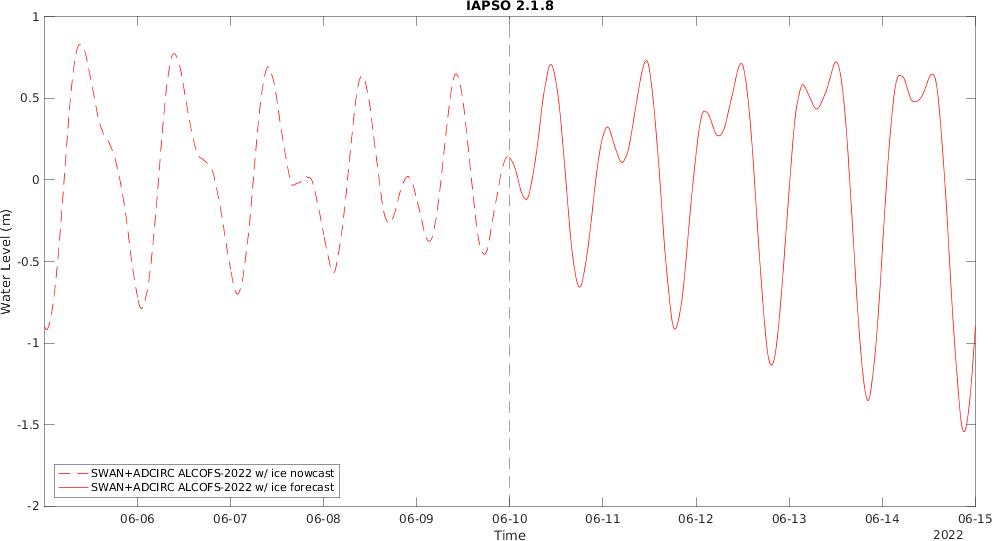 IAPSO 2.1.8
1
0.5
0
-0.5
-1
-1.5
-2
Water Level (m)
SWAN+ADCIRC ALCOFS-2022 w/ ice nowcast
SWAN+ADCIRC ALCOFS-2022 w/ ice forecast
06-06 06-07 06-08 06-09 06-10 06-11 06-12 06-13 06-14 06-15
Time
2022